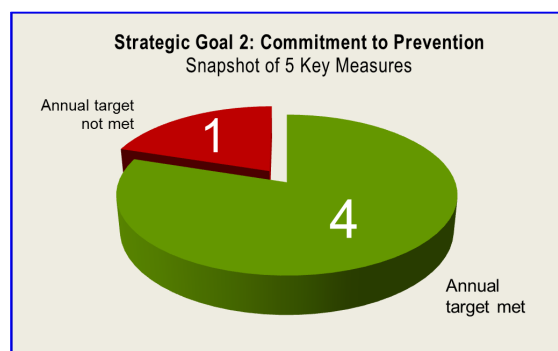 Strategic Goal 2: Commitment to Prevention
Snapshot of 5 Key Measures
Annual target
not met
1
4
Annual
target met